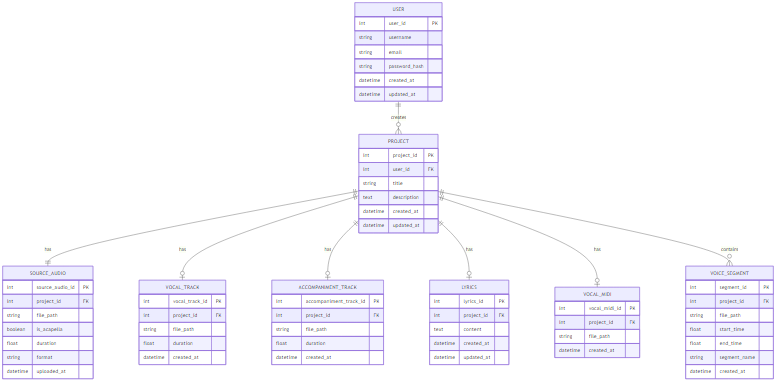 USER
int user_id PK
string username
string email
string password_hash
datetime created_at
datetime updated_at
creates
PROJECT
int project_id PK
int user_id FK
string title
text description
datetime created_at
datetime updated_at
has has has has has contain
SOURCE_AUDIO
int source_audio_id PK
int project_id FK
string file_path
boolean is_acapella
float duration
string format
datetime uploaded_at
VOCAL_TRACK
int vocal_track_id PK
int project_id FK
string file_path
float duration
datetime created_at
ACCOMPANIMENT_TRACK
int accompaniment_track_id PK
int project_id FK
string file_path
float duration
datetime created_at
LYRICS
int lyrics_id PK
int project_id FK
text content
datetime created_at
datetime updated_at
VOCAL_MIDI
int vocal_midi_id PK
int project_id FK
string file_path
datetime created_at
VOICE_SEGMENT
int segment_id PK
int project_id FK
string file_path
float start_time
float end_time
string segment_name
datetime created_at